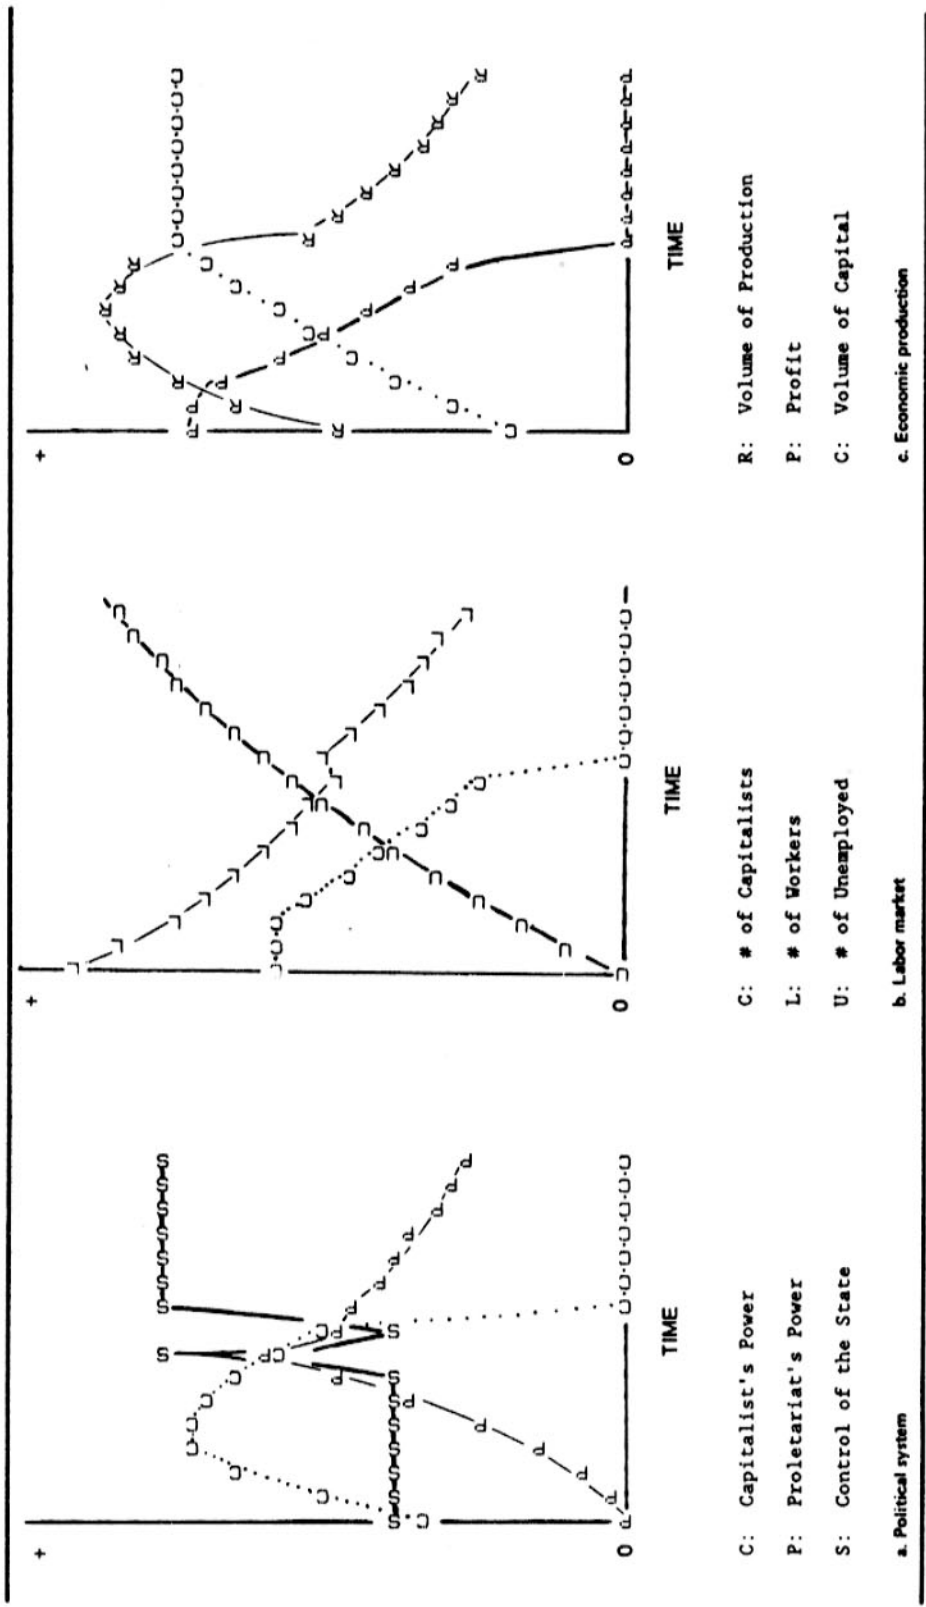 +
0
TIME
C: Capitalist's Power
P: Proletariat's Power
S: Control of the State
a. Political system
+
0
TIME
C: # of Capitalists
L: # of Workers
U: # of Unemployed
b. Labor market
+
0
TIME
R: Volume of Production
P: Profit
C: Volume of Capital
c. Economic production